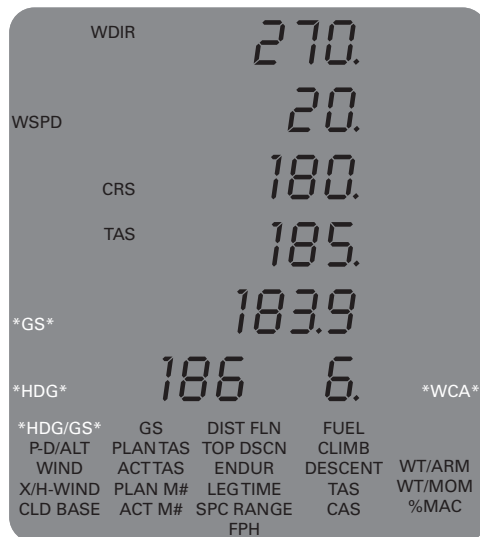 WDIR 270.
WSPD 20.
CRS 180.
TAS 185.
*GS* 183.9
*HDG* 186 6. *WCA*
*HDG/GS* GS DIST FLN FUEL
P-D/ALT PLAN TAS TOP DSCN CLIMB
WIND ACT TAS ENDUR DESCENT WT/ARM
X/H-WIND PLAN M# LEG TIME TAS WT/MOM
CLD BASE ACT M# SPC RANGE CAS %MAC
FPH